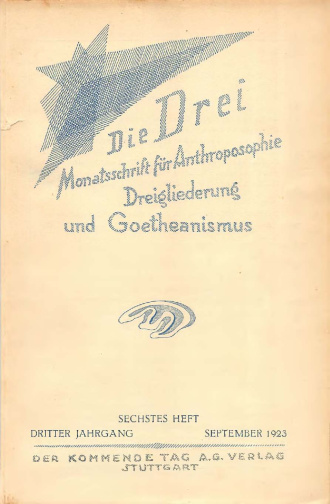 Die Drei
Monatsschrift für Anthroposophie
Dreigliederung
und Goetheanismus
SECHSTES HEFT
DRITTER JAHRGANG SEPTEMBER 1923
DER KOMMENDE TAG A.G. VERLAG
STUTTGART